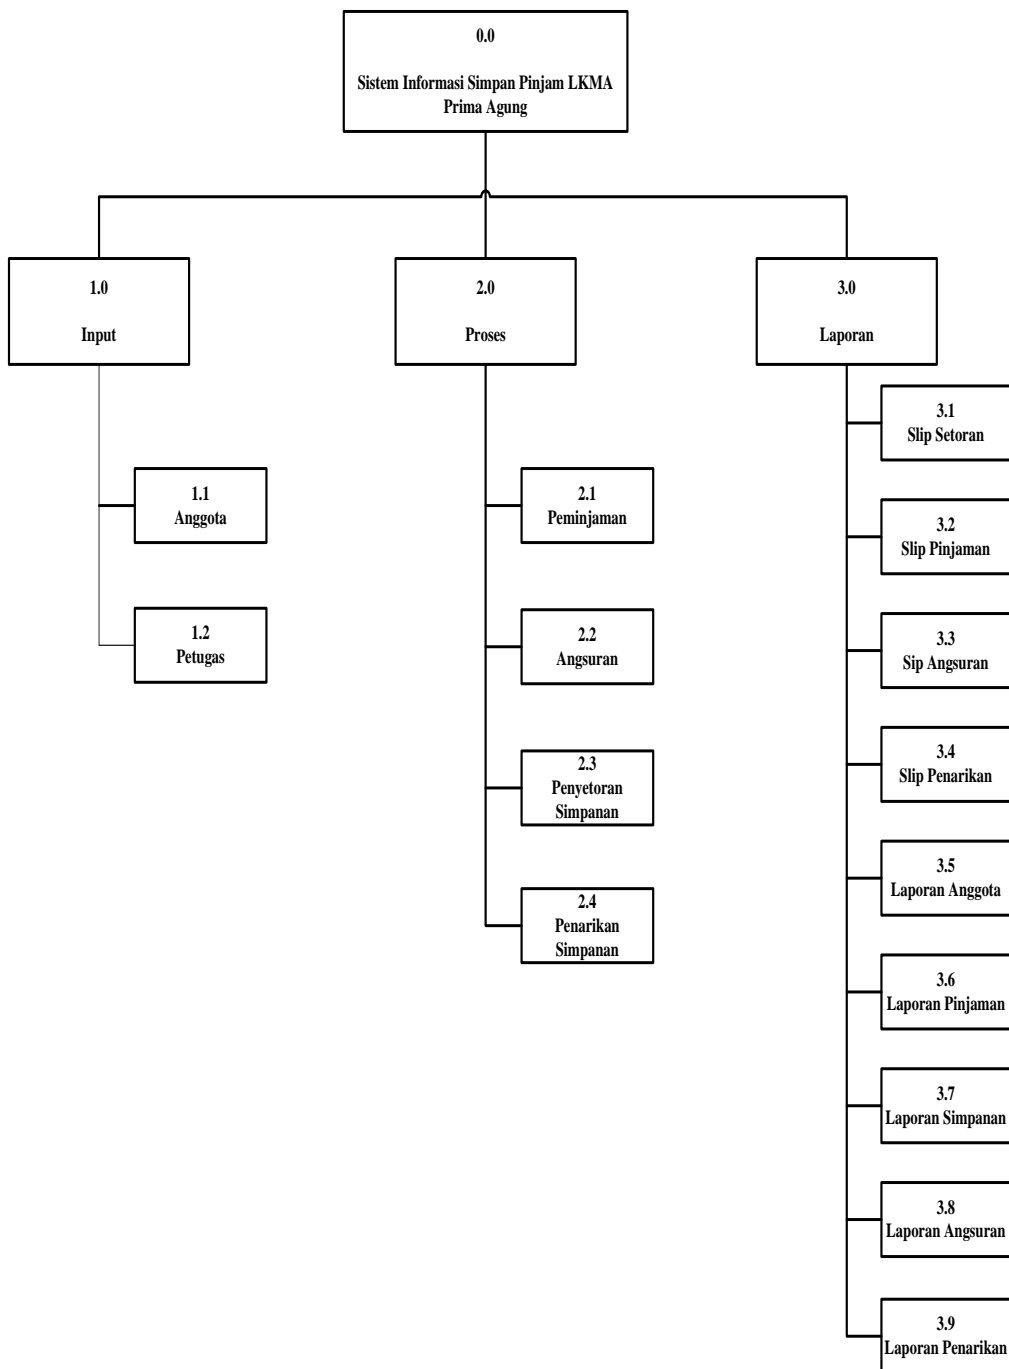 0.0
Sistem Informasi Simpan Pinjam LKMA
Prima Agung
1.0
Input
2.0
Proses
3.0
Laporan
1.1
Anggota
1.2
Petugas
2.1
Peminjaman
2.2
Angsuran
2.3
Penyetoran
Simpanan
2.4
Penarikan
Simpanan
3.1
Slip Setoran
3.2
Slip Pinjaman
3.3
Sip Angsuran
3.4
Slip Penarikan
3.5
Laporan Anggota
3.6
Laporan Pinjaman
3.7
Laporan Simpanan
3.8
Laporan Angsuran
3.9
Laporan Penarikan